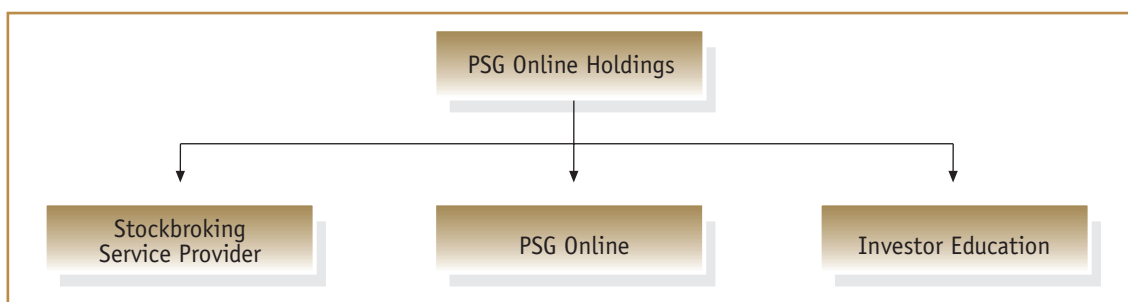 PSG Online Holdings
Stockbroking
Service Provider
PSG Online
Investor Education